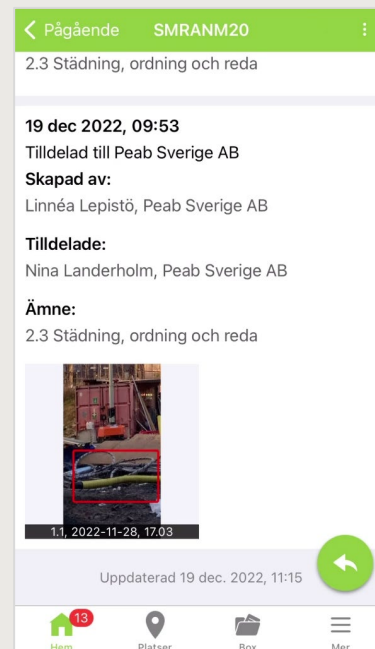 Pågående SMRANM20
2.3 Städning, ordning och reda
19 dec 2022, 09:53
Tilldelad till Peab Sverige AB
Skapad av:
Linnéa Lepistö, Peab Sverige AB
Tilldelade:
Nina Landerholm, Peab Sverige AB
Ämne:
2.3 Städning, ordning och reda
1.1, 2022-11-28, 17.03
Uppdaterad 19 dec. 2022, 11:15
13
Hem Platser Box Mer